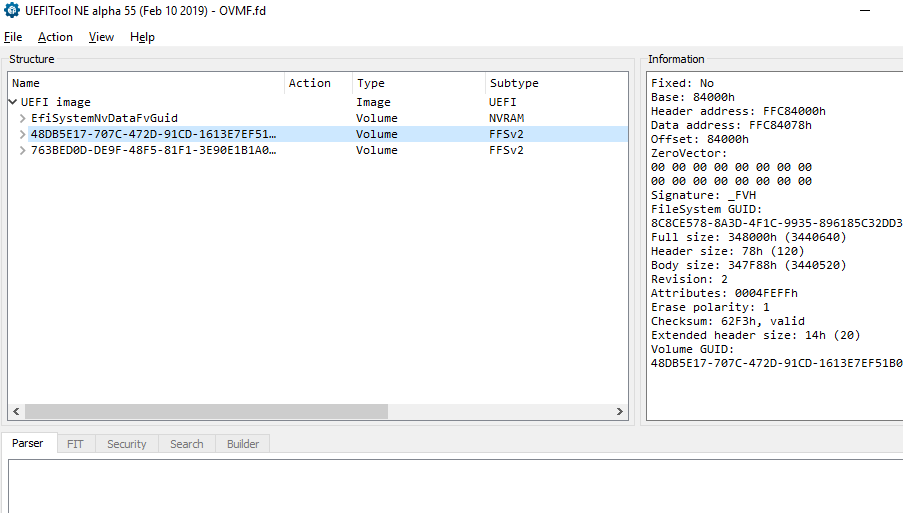 UEFITool NE alpha 55 (Feb 10 2019) - OVMF.fd
File Action View Help
Structure
Name Action Type Subtype
UEFI image Image UEFI
EfiSystemNvDataFvGuid Volume NVRAM
48DB5E17-707C-472D-91CD-1613E7EF51... Volume FFSv2
763BED0D-DE9F-48F5-81F1-3E90E1B1A0... Volume FFSv2
Information
Fixed: No
Base: 84000h
Header address: FFC84000h
Data address: FFC84078h
Offset: 84000h
ZeroVector:
00 00 00 00 00 00 00 00
00 00 00 00 00 00 00 00
Signature: _FVH
FileSystem GUID:
8C8CE578-8A3D-4F1C-9935-896185C32DD3
Full size: 348000h (3440640)
Header size: 78h (120)
Body size: 347F88h (3440520)
Revision: 2
Attributes: 0004FEFFh
Erase polarity: 1
Checksum: 62F3h, valid
Extended header size: 14h (20)
Volume GUID:
48DB5E17-707C-472D-91CD-1613E7EF51B0
Parser FIT Security Search Builder